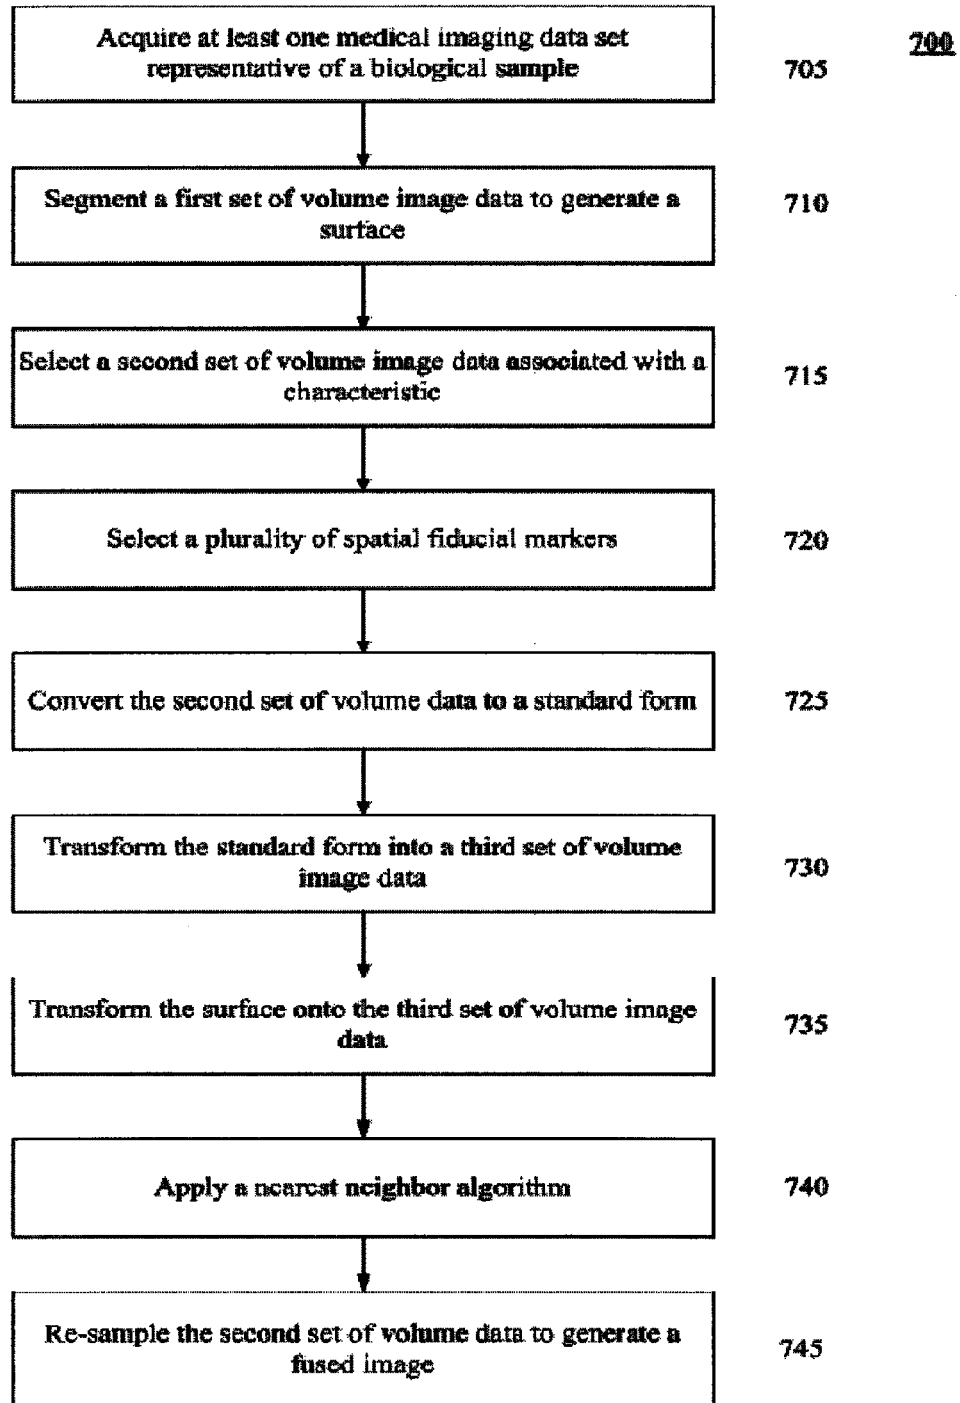 700
Acquire at least one medical imaging data set
representative of a biological sample
705
Segment a first set of volume image data to generate a
surface
710
Select a second set of volume image data associated with a
characteristic
715
Select a plurality of spatial fiducial markers
720
Convert the second set of volume data to a standard form
725
Transform the standard form into a third set of volume
image data
730
Transform the surface onto the third set of volume image
data
735
Apply a nearest neighbor algorithm
740
Re-sample the second set of volume data to generate a
fused image
745